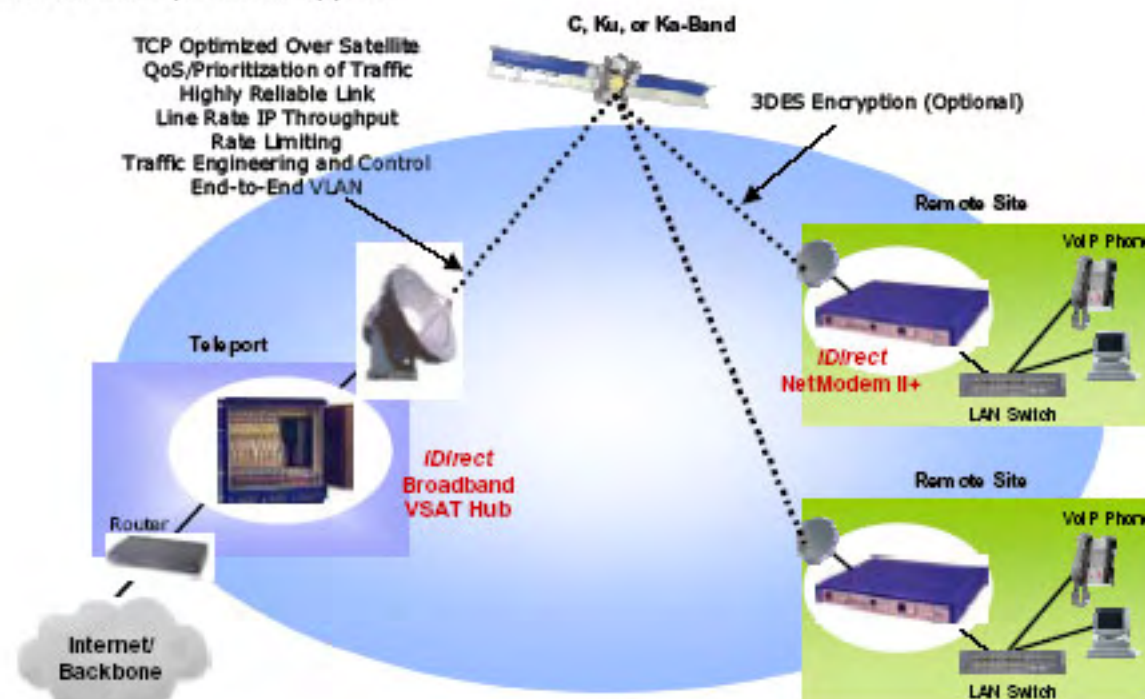 C, Ku, or Ka-Band
TCP Optimized Over Satellite
QoS/Prioritization of Traffic
Highly Reliable Link
Line Rate IP Throughput
Rate Limiting
Traffic Engineering and Control
End-to-End VLAN
3DES Encryption (Optional)
Remote Site
VoIP Phone
iDirect
NetModem II+
LAN Switch
Teleport
iDirect
Broadband
VSAT Hub
Router
Internet/
Backbone
Remote Site
VoIP Phone
LAN Switch